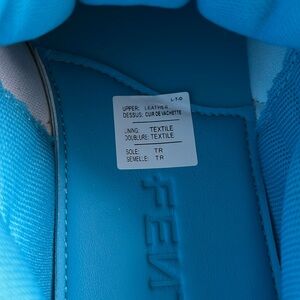 L-T-O
UPPER: LEATHER
DESSUS: CUIR DE VACHETTE
LINING: TEXTILE
DOUBLURE: TEXTILE
SOLE: TR
SEMELLE: TR
FEN